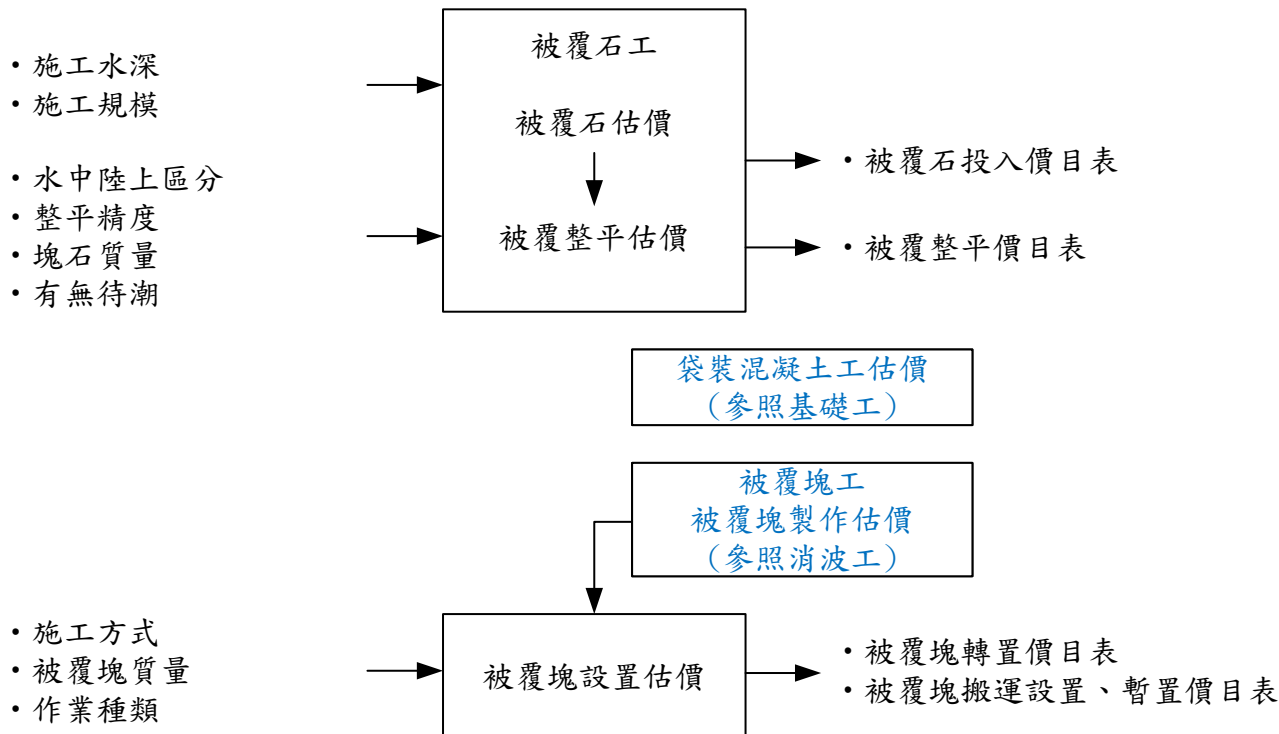 被覆石工
・施工水深
・施工規模
被覆石估價
・被覆石投入價目表
・水中陸上區分
・整平精度
・塊石質量
・有無待潮
被覆整平估價
・被覆整平價目表
袋裝混凝土工估價
（參照基礎工）
被覆塊工
被覆塊製作估價
（參照消波工）
・施工方式
・被覆塊質量
・作業種類
被覆塊設置估價
・被覆塊轉置價目表
・被覆塊搬運設置、暫置價目表